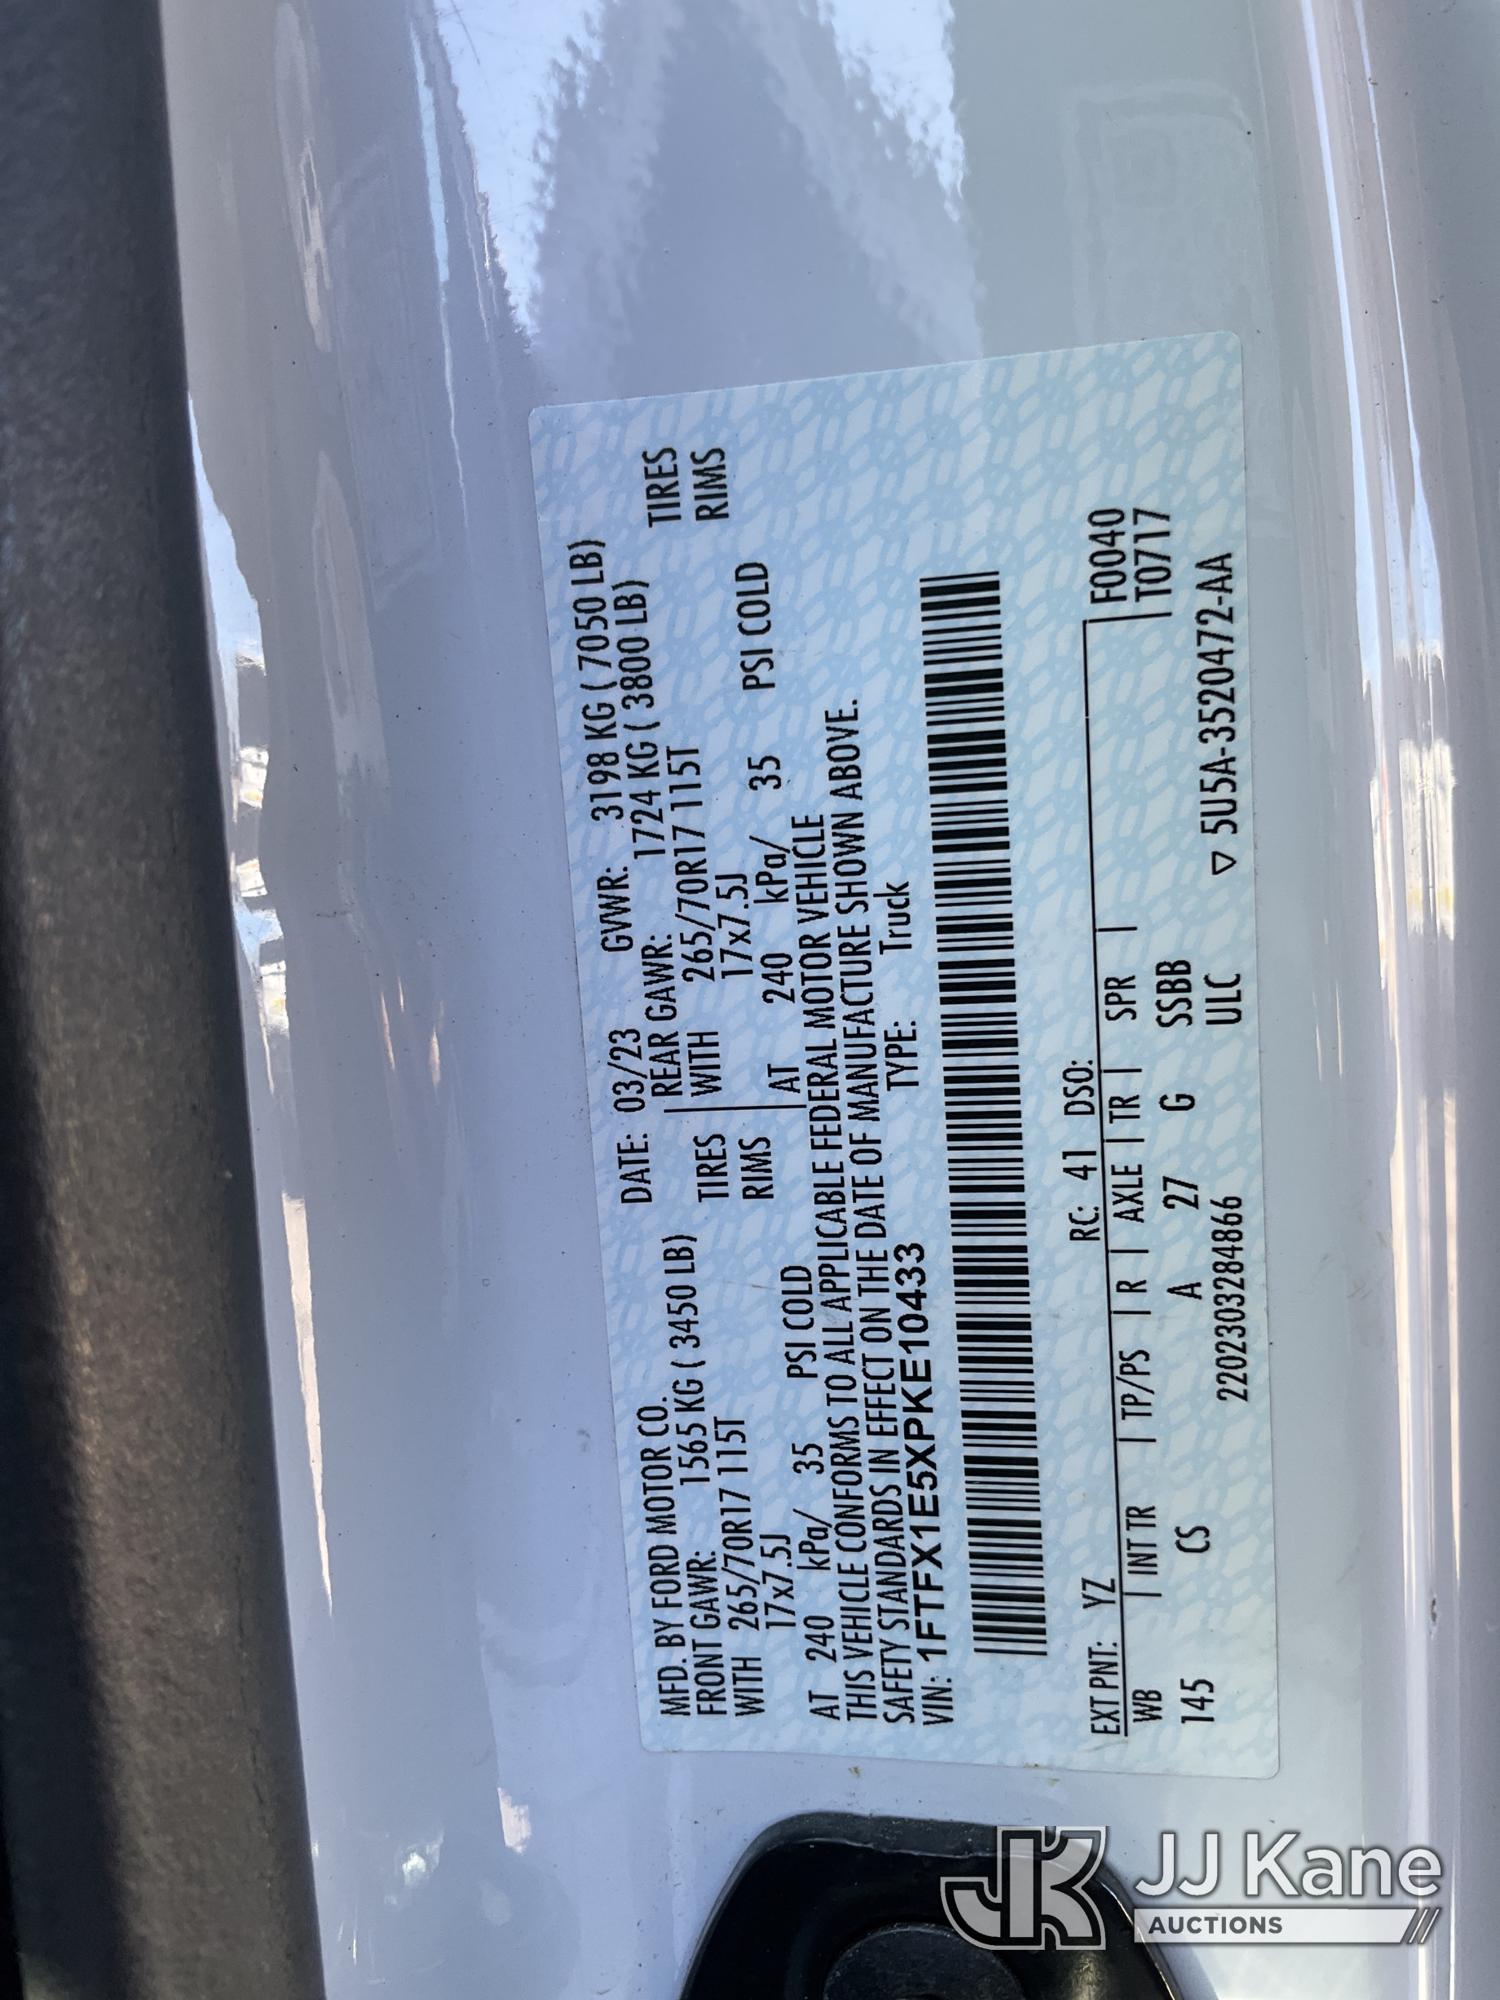 MFD. BY FORD MOTOR CO. DATE: 03/23 GVWR: 3198 KG ( 7050 LB)
FRONT GAWR: 1565 KG ( 3450 LB) REAR GAWR: 1724 KG ( 3800 LB)
WITH 265/70R17 115T TIRES WITH 265/70R17 115T TIRES
17x7.5J RIMS 17x7.5J RIMS
AT 240 kPa/ 35 PSI COLD AT 240 kPa/ 35 PSI COLD
THIS VEHICLE CONFORMS TO ALL APPLICABLE FEDERAL MOTOR VEHICLE
SAFETY STANDARDS IN EFFECT ON THE DATE OF MANUFACTURE SHOWN ABOVE.
VIN: 1FTFX1E5XPKE10433 TYPE: Truck
EXT PNT: YZ RC: 41 DSO: F0040
WB | INT TR | TP/PS | R | AXLE | TR | SPR | T0717
145 CS A 27 G SSBB
220230328​4866 ULC ▽ 5U5A-3520472-AA
JK JJ Kane
AUCTIONS